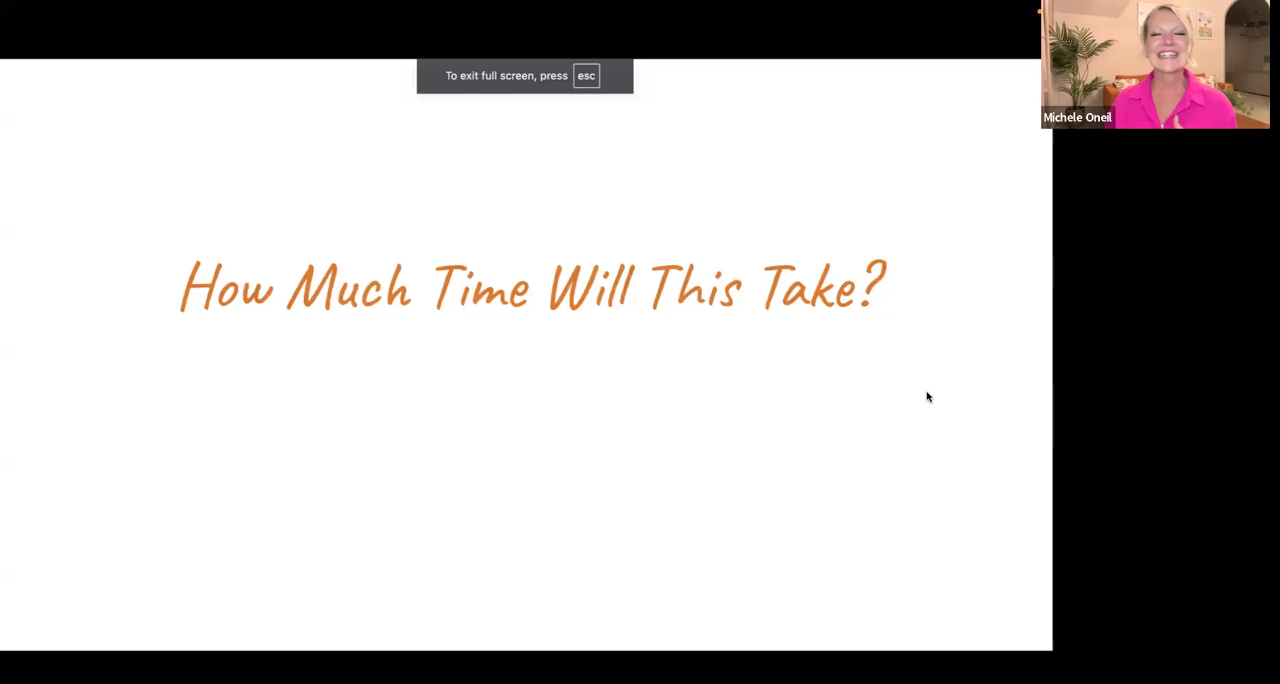 To exit full screen, press esc
Michele Oneil
How Much Time Will This Take?